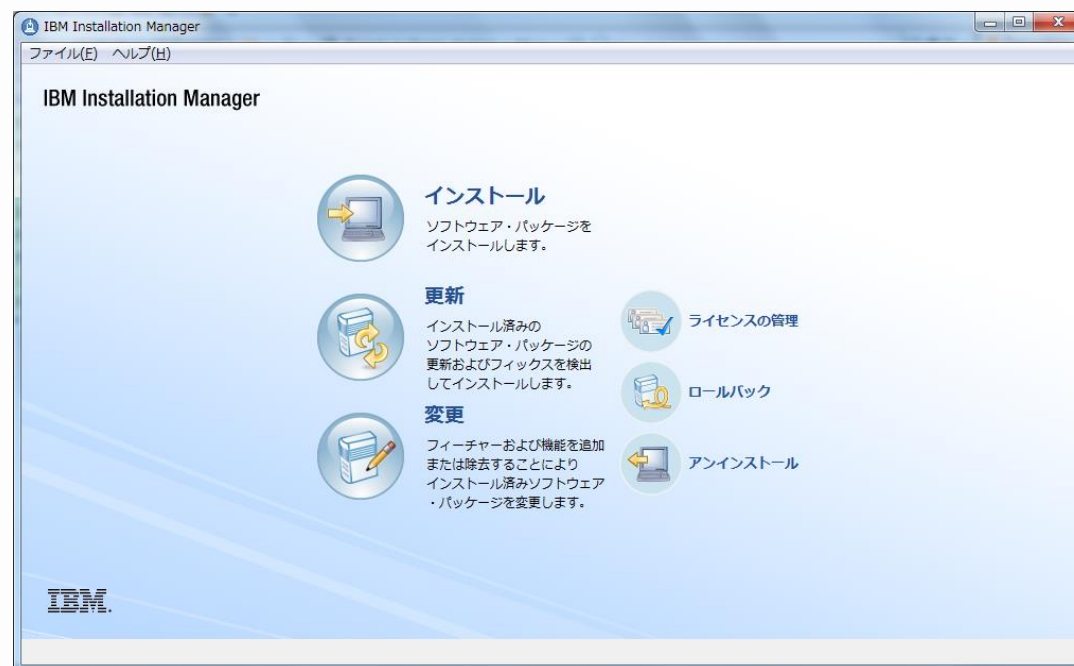 IBM Installation Manager
ファイル(F) ヘルプ(H)
IBM Installation Manager
インストール
ソフトウェア・パッケージを
インストールします。
更新
インストール済みの
ソフトウェア・パッケージの
更新およびフィックスを検出
してインストールします。
変更
フィーチャーおよび機能を追加
または除去することにより
インストール済みソフトウェア
・パッケージを変更します。
ライセンスの管理
ロールバック
アンインストール
IBM.